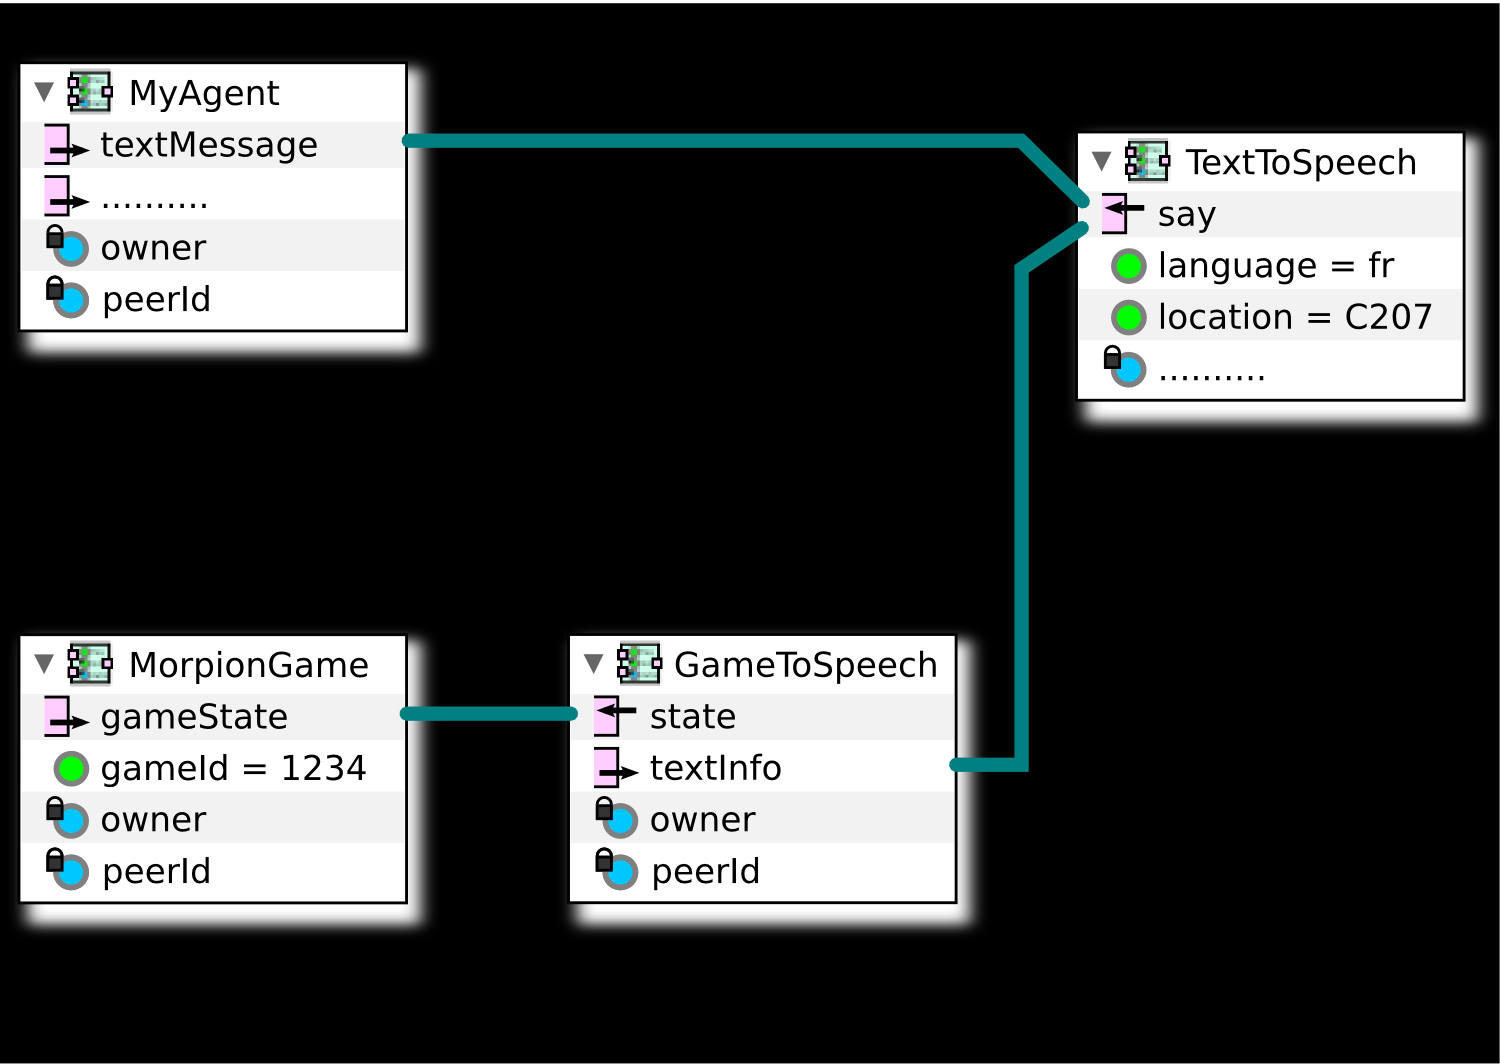 MyAgent
textMessage
..........
owner
peerId
TextToSpeech
say
language = fr
location = C207
..........
MorpionGame
gameState
gameId = 1234
owner
peerId
GameToSpeech
state
textInfo
owner
peerId